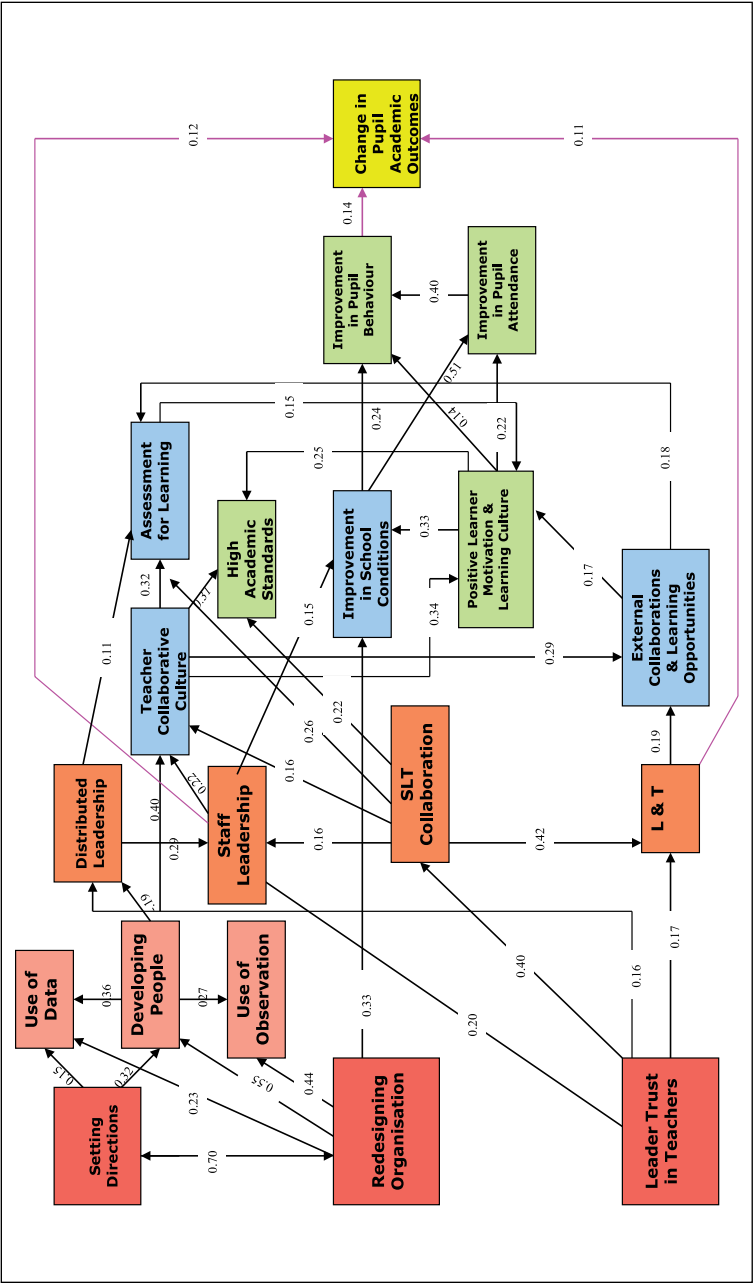 Change in
Pupil
Academic
Outcomes
0.12
0.11
0.14
Improvement
in Pupil
Behaviour
0.40
Improvement
in Pupil
Attendance
0.51
0.14
0.22
0.24
0.15
0.25
0.18
Assessment
for Learning
High
Academic
Standards
Improvement
in School
Conditions
0.33
Positive Learner
Motivation &
Learning Culture
0.17
0.32
0.31
0.15
0.34
0.29
External
Collaborations
& Learning
Opportunities
Teacher
Collaborative
Culture
0.11
0.22
0.26
0.16
0.22
0.40
0.19
Distributed
Leadership
0.29
Staff
Leadership
0.16
SLT
Collaboration
0.42
L & T
.19
Use of
Data
0.36
Developing
People
0.27
Use of
Observation
0.33
0.40
0.20
0.16
0.17
0.15
0.32
0.23
0.55
0.44
Setting
Directions
0.70
Redesigning
Organisation
Leader Trust
in Teachers